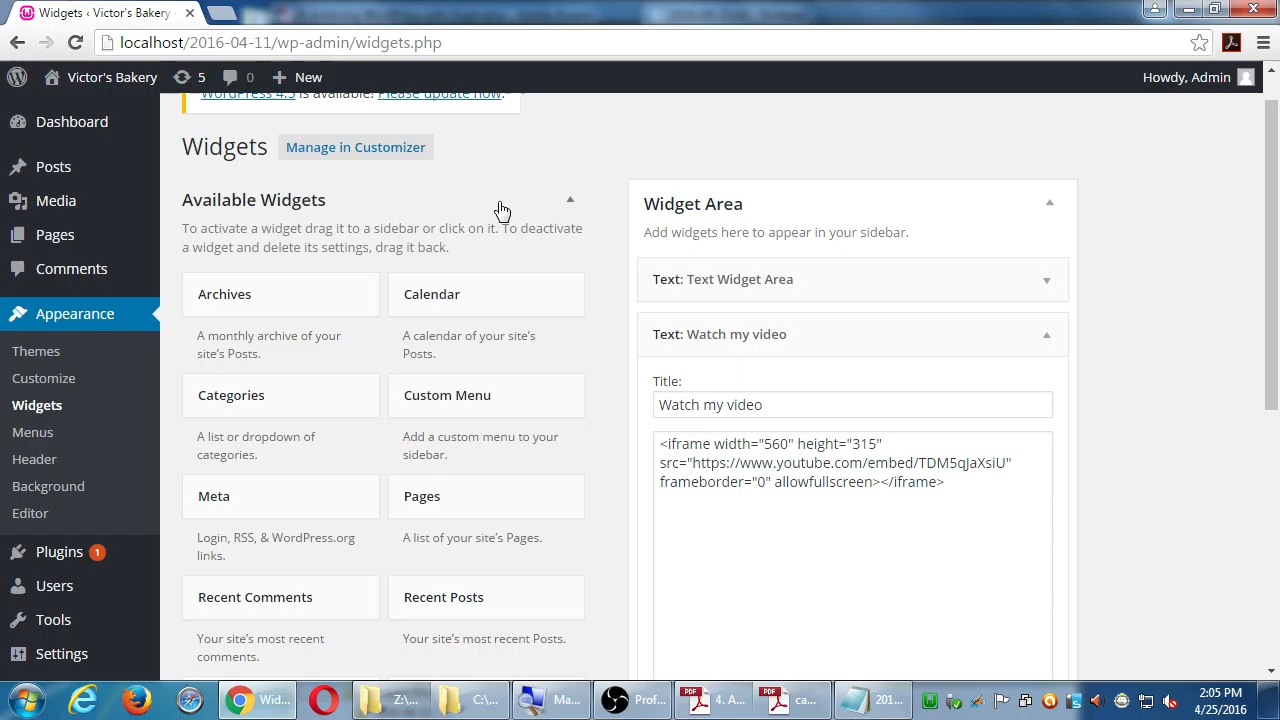 Widgets ‹ Victor's Bakery
localhost/2016-04-11/wp-admin/widgets.php
Victor's Bakery 5 0 New Howdy, Admin
WordPress 4.5 is available! Please update now.
Dashboard
Posts
Media
Pages
Comments
Appearance
Themes
Customize
Widgets
Menus
Header
Background
Editor
Plugins 1
Users
Tools
Settings
Widgets Manage in Customizer
Available Widgets
To activate a widget drag it to a sidebar or click on it. To deactivate
a widget and delete its settings, drag it back.
Archives
A monthly archive of your
site's Posts.
Calendar
A calendar of your site's
Posts.
Categories
A list or dropdown of
categories.
Custom Menu
Add a custom menu to your
sidebar.
Meta
Login, RSS, & WordPress.org
links.
Pages
A list of your site's Pages.
Recent Comments
Your site's most recent
comments.
Recent Posts
Your site's most recent Posts.
Widget Area
Add widgets here to appear in your sidebar.
Text: Text Widget Area
Text: Watch my video
Title:
Watch my video
<iframe width="560" height="315"
src="https://www.youtube.com/embed/TDM5qJaXsiU"
frameborder="0" allowfullscreen></iframe>
Wid... Z:\... C:\... Ma... Prof... PDF 4. A... PDF ca... 201...
2:05 PM
4/25/2016